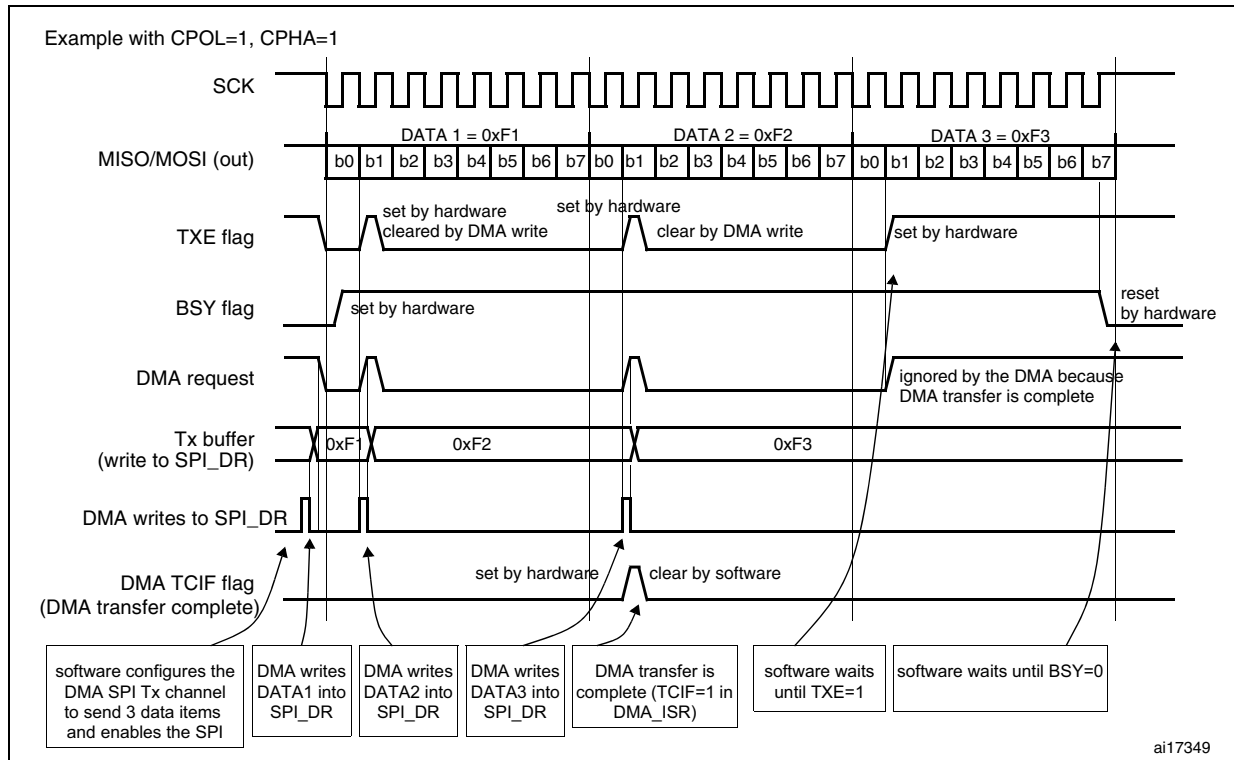 Example with CPOL=1, CPHA=1
SCK
DATA 1 = 0xF1
DATA 2 = 0xF2
DATA 3 = 0xF3
MISO/MOSI (out)
b0 b1 b2 b3 b4 b5 b6 b7 b0 b1 b2 b3 b4 b5 b6 b7 b0 b1 b2 b3 b4 b5 b6 b7
TXE flag
set by hardware
cleared by DMA write
set by hardware
clear by DMA write
set by hardware
BSY flag
set by hardware
reset
by hardware
DMA request
ignored by the DMA because
DMA transfer is complete
Tx buffer
(write to SPI_DR)
0xF1
0xF2
0xF3
DMA writes to SPI_DR
DMA TCIF flag
(DMA transfer complete)
set by hardware
clear by software
software configures the
DMA SPI Tx channel
to send 3 data items
and enables the SPI
DMA writes
DATA1 into
SPI_DR
DMA writes
DATA2 into
SPI_DR
DMA writes
DATA3 into
SPI_DR
DMA transfer is
complete (TCIF=1 in
DMA_ISR)
software waits
until TXE=1
software waits until BSY=0
ai17349